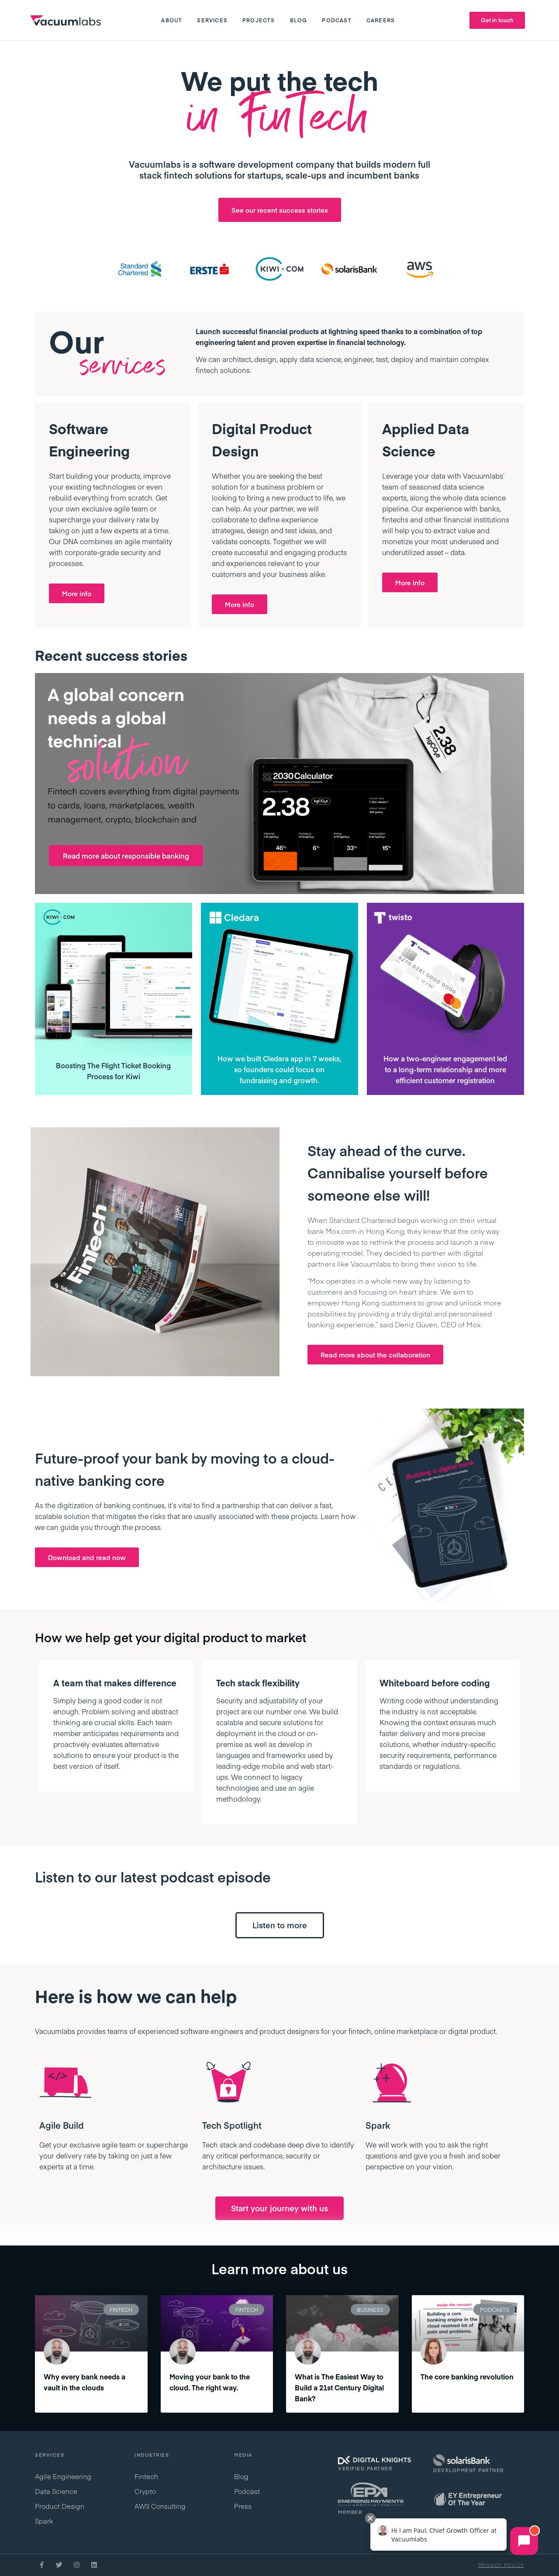 vacuumlabs
ABOUT SERVICES PROJECTS BLOG PODCAST CAREERS
Get in touch
We put the tech
in FinTech
Vacuumlabs is a software development company that builds modern full
stack fintech solutions for startups, scale-ups and incumbent banks
See our recent success stories
Standard
Chartered
ERSTE
KIWI.COM
solarisBank
aws
Our
services
Launch successful financial products at lightning speed thanks to a combination of top
engineering talent and proven expertise in financial technology.
We can architect, design, apply data science, engineer, test, deploy and maintain complex
fintech solutions.
Software
Engineering
Start building your products, improve
your existing technologies or even
rebuild everything from scratch. Get
your own exclusive agile team or
supercharge your delivery rate by
taking on just a few experts at a time.
Our DNA combines an agile mentality
with corporate-grade security and
processes.
More info
Digital Product
Design
Whether you are seeking the best
solution for a business problem or
looking to bring a new product to life, we
can help. As your partner, we will
collaborate to define experience
strategies, design and test ideas, and
validate concepts. Together we will
create successful and engaging products
and experiences relevant to your
customers and your business alike.
More info
Applied Data
Science
Leverage your data with Vacuumlabs'
team of seasoned data science
experts, along the whole data science
pipeline. Our experience with banks,
fintechs and other financial institutions
will help you to extract value and
monetize your most underused and
underutilized asset – data.
More info
Recent success stories
A global concern
needs a global
technical
solution
Fintech covers everything from digital payments
to cards, loans, marketplaces, wealth
management, crypto, blockchain and
Read more about responsible banking
2030 Calculator
2.38
kgCO₂e
46%
6%
33%
15%
2.38
kgCO₂e
KIWI.COM
Boosting The Flight Ticket Booking
Process for Kiwi
Cledara
How we built Cledara app in 7 weeks,
so founders could focus on
fundraising and growth.
twisto
twisto
How a two-engineer engagement led
to a long-term relationship and more
efficient customer registration
FinTech
Stay ahead of the curve.
Cannibalise yourself before
someone else will!
When Standard Chartered begun working on their virtual
bank Mox.com in Hong Kong, they knew that the only way
to innovate was to rethink the process and launch a new
operating model. They decided to partner with digital
partners like Vacuumlabs to bring their vision to life.
"Mox operates in a whole new way by listening to
customers and focusing on heart share. We aim to
empower Hong Kong customers to grow and unlock more
possibilities by providing a truly digital and personalised
banking experience," said Deniz Güven, CEO of Mox.
Read more about the collaboration
Future-proof your bank by moving to a cloud-
native banking core
As the digitization of banking continues, it's vital to find a partnership that can deliver a fast,
scalable solution that mitigates the risks that are usually associated with these projects. Learn how
we can guide you through the process.
Download and read now
Building a digital bank
How we help get your digital product to market
A team that makes difference
Simply being a good coder is not
enough. Problem solving and abstract
thinking are crucial skills. Each team
member anticipates requirements and
proactively evaluates alternative
solutions to ensure your product is the
best version of itself.
Tech stack flexibility
Security and adjustability of your
project are our number one. We build
scalable and secure solutions for
deployment in the cloud or on-
premise as well as develop in
languages and frameworks used by
leading-edge mobile and web start-
ups. We connect to legacy
technologies and use an agile
methodology.
Whiteboard before coding
Writing code without understanding
the industry is not acceptable.
Knowing the context ensures much
faster delivery and more precise
solutions, whether industry-specific
security requirements, performance
standards or regulations.
Listen to our latest podcast episode
Listen to more
Here is how we can help
Vacuumlabs provides teams of experienced software engineers and product designers for your fintech, online marketplace or digital product.
</>
Agile Build
Get your exclusive agile team or supercharge
your delivery rate by taking on just a few
experts at a time.
Tech Spotlight
Tech stack and codebase deep dive to identify
any critical performance, security or
architecture issues.
Spark
We will work with you to ask the right
questions and give you a fresh and sober
perspective on your vision.
Start your journey with us
Learn more about us
FINTECH
Why every bank needs a
vault in the clouds
FINTECH
Moving your bank to the
cloud. The right way.
BUSINESS
What is The Easiest Way to
Build a 21st Century Digital
Bank?
PODCASTS
inside the vacuum
Building a core
banking engine in the
cloud resolved lot of
pain and problems.
The core banking revolution
SERVICES
Agile Engineering
Data Science
Product Design
Spark
INDUSTRIES
Fintech
Crypto
AWS Consulting
MEDIA
Blog
Podcast
Press
DIGITAL KNIGHTS
VERIFIED PARTNER
solarisBank
DEVELOPMENT PARTNER
EPX
EMERGING PAYMENTS
MEMBER
EY Entrepreneur
Of The Year
Hi I am Paul, Chief Growth Officer at
Vacuumlabs
PRIVACY POLICY